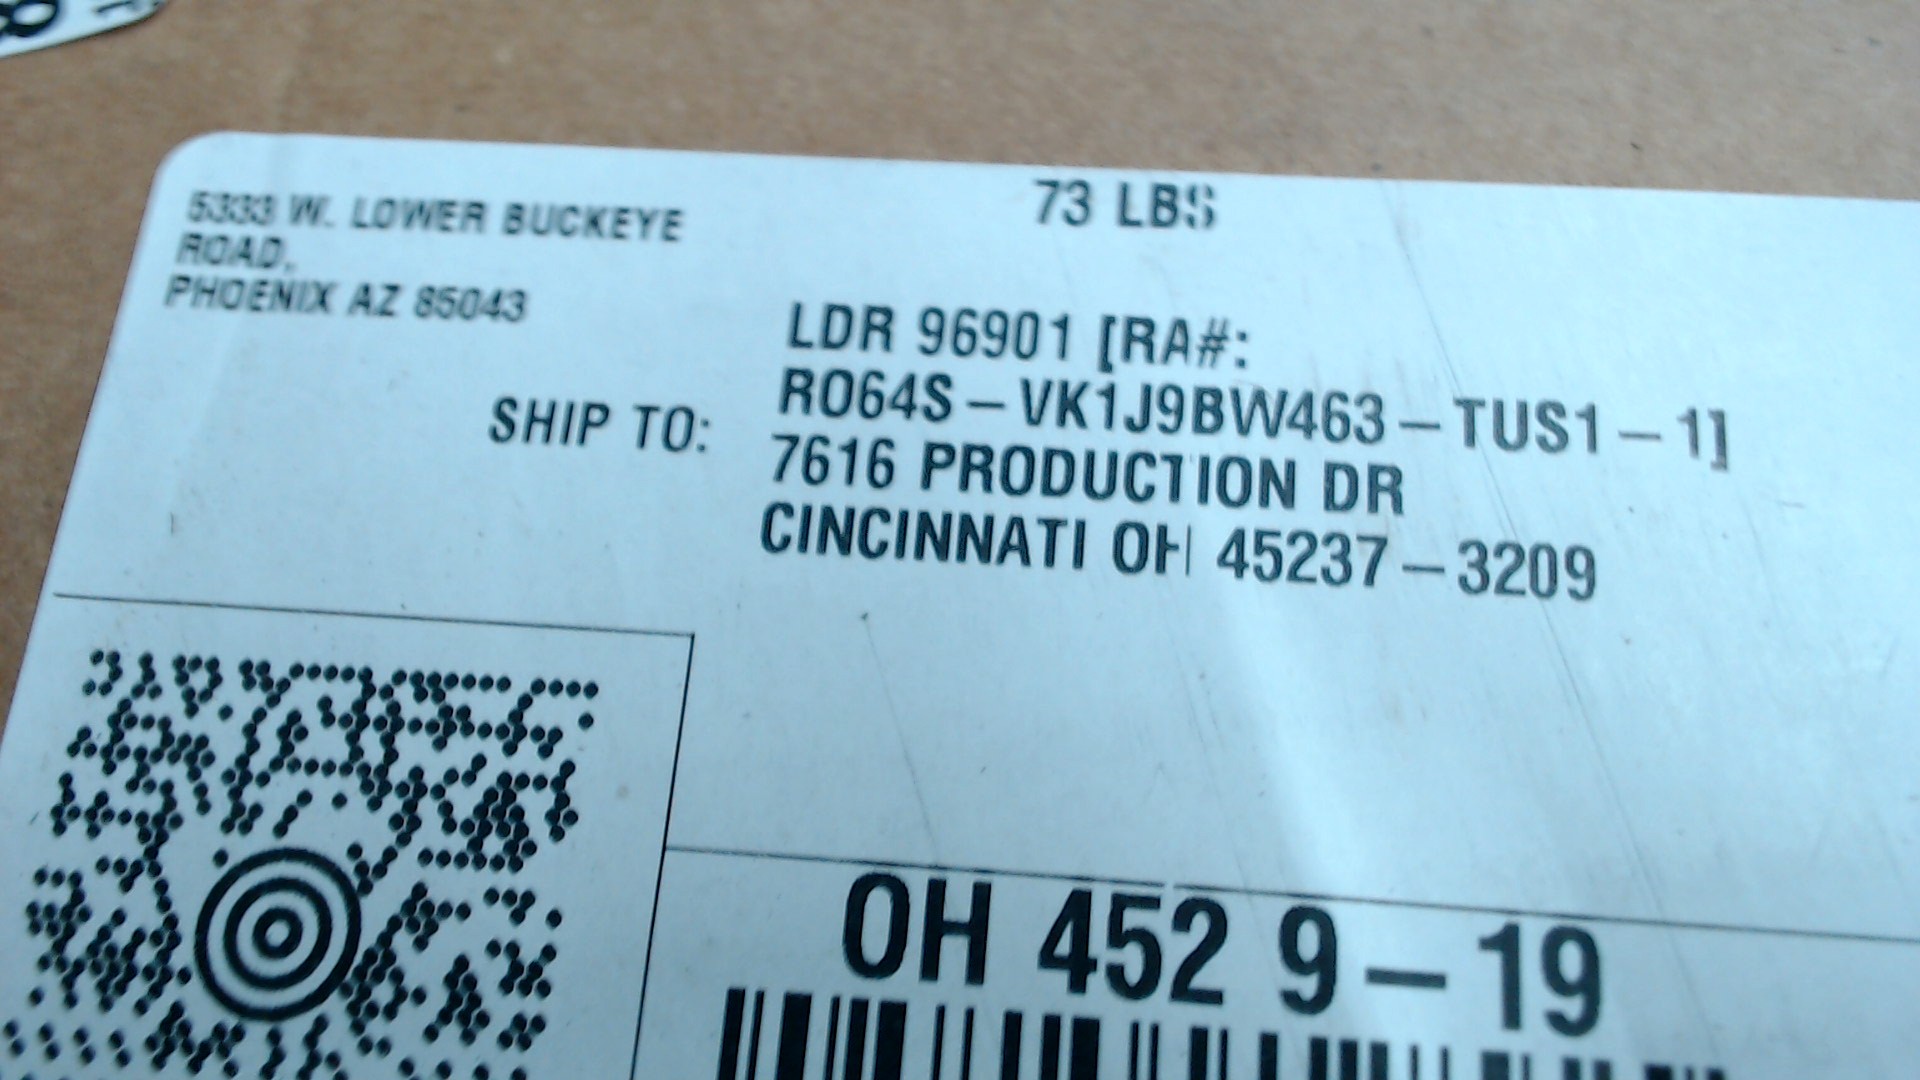 5333 W. LOWER BUCKEYE
ROAD,
PHOENIX AZ 85043
73 LBS
SHIP TO:
LDR 96901 [RA#:
RO64S-VK1J9BW463-TUS1-1]
7616 PRODUCTION DR
CINCINNATI OH 45237-3209
OH 452 9-19